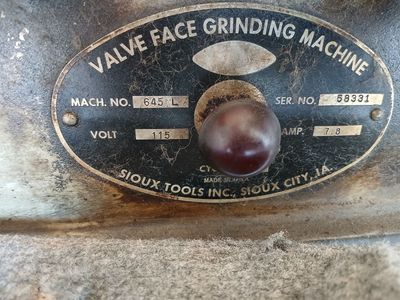 VALVE FACE GRINDING MACHINE
MACH. NO. 645 L SER. NO. 58331
VOLT 115 AMP. 7.8
SIOUX TOOLS INC., SIOUX CITY, IA.